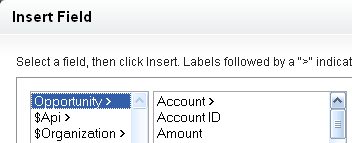 Insert Field
Select a field, then click Insert. Labels followed by a ">" indicat
Opportunity >
$Api >
$Organization >
Account >
Account ID
Amount